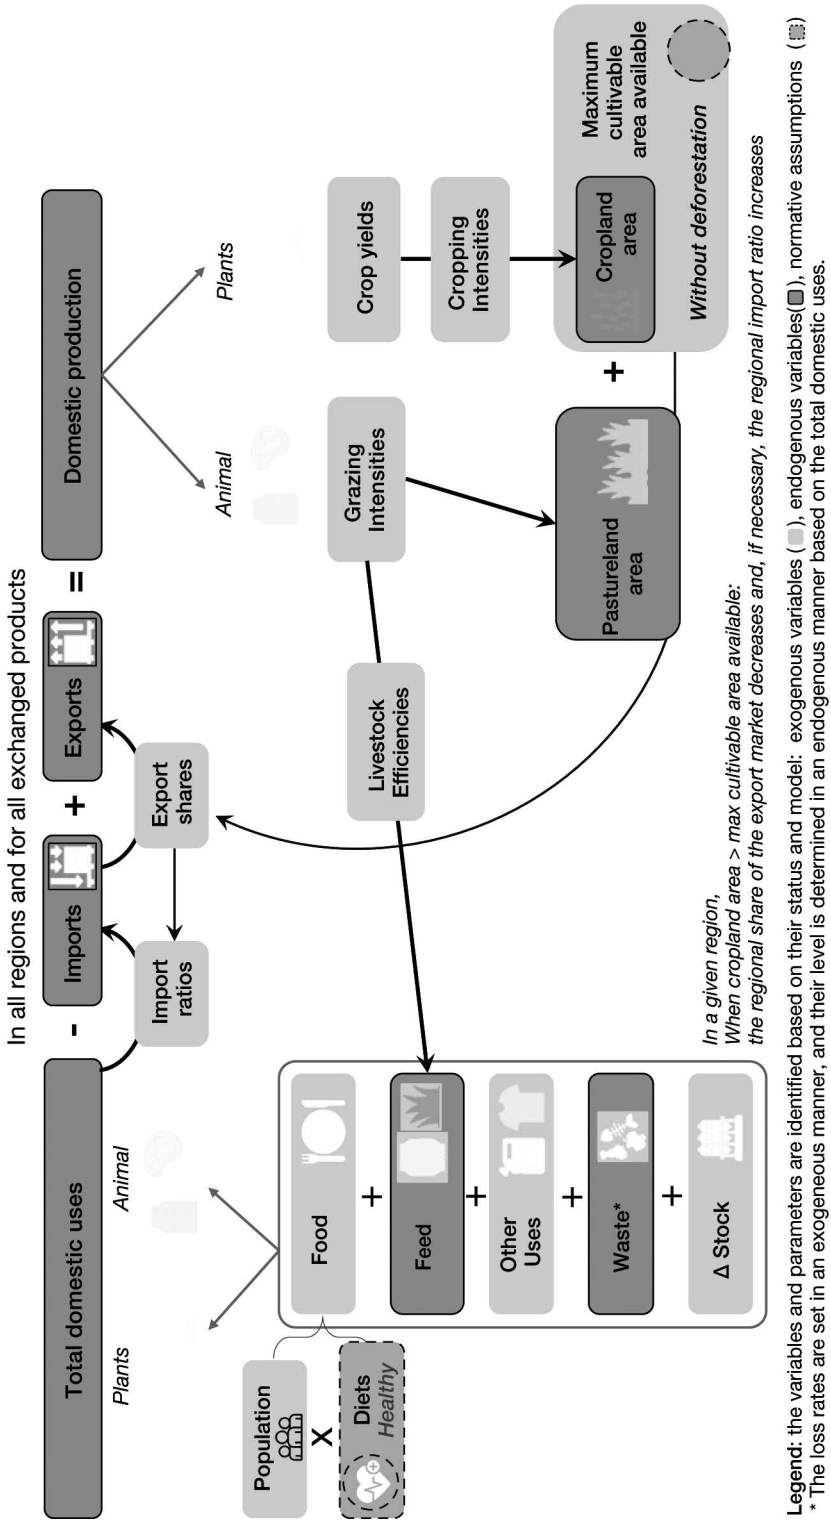 In all regions and for all exchanged products
Total domestic uses
-
Imports
+
Exports
=
Domestic production
Import
ratios
Export
shares
Plants
Animal
Animal
Plants
Population
X
Diets
Healthy
Food
+
Feed
+
Other
Uses
+
Waste*
+
Δ Stock
Livestock
Efficiencies
Grazing
Intensities
Crop yields
Cropping
Intensities
Pastureland
area
+
Cropland
area
Maximum
cultivable
area available
Without deforestation
In a given region,
When cropland area > max cultivable area available:
the regional share of the export market decreases and, if necessary, the regional import ratio increases
Legend: the variables and parameters are identified based on their status and model: exogenous variables ( ), endogenous variables( ), normative assumptions ( )
* The loss rates are set in an exogeneous manner, and their level is determined in an endogenous manner based on the total domestic uses.